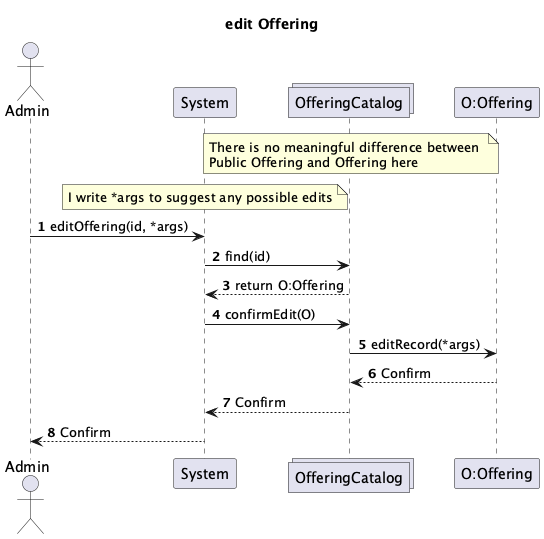 edit Offering
Admin
System
OfferingCatalog
O:Offering
There is no meaningful difference between
Public Offering and Offering here
I write *args to suggest any possible edits
1 editOffering(id, *args)
2 find(id)
3 return O:Offering
4 confirmEdit(O)
5 editRecord(*args)
6 Confirm
7 Confirm
8 Confirm
Admin
System
OfferingCatalog
O:Offering